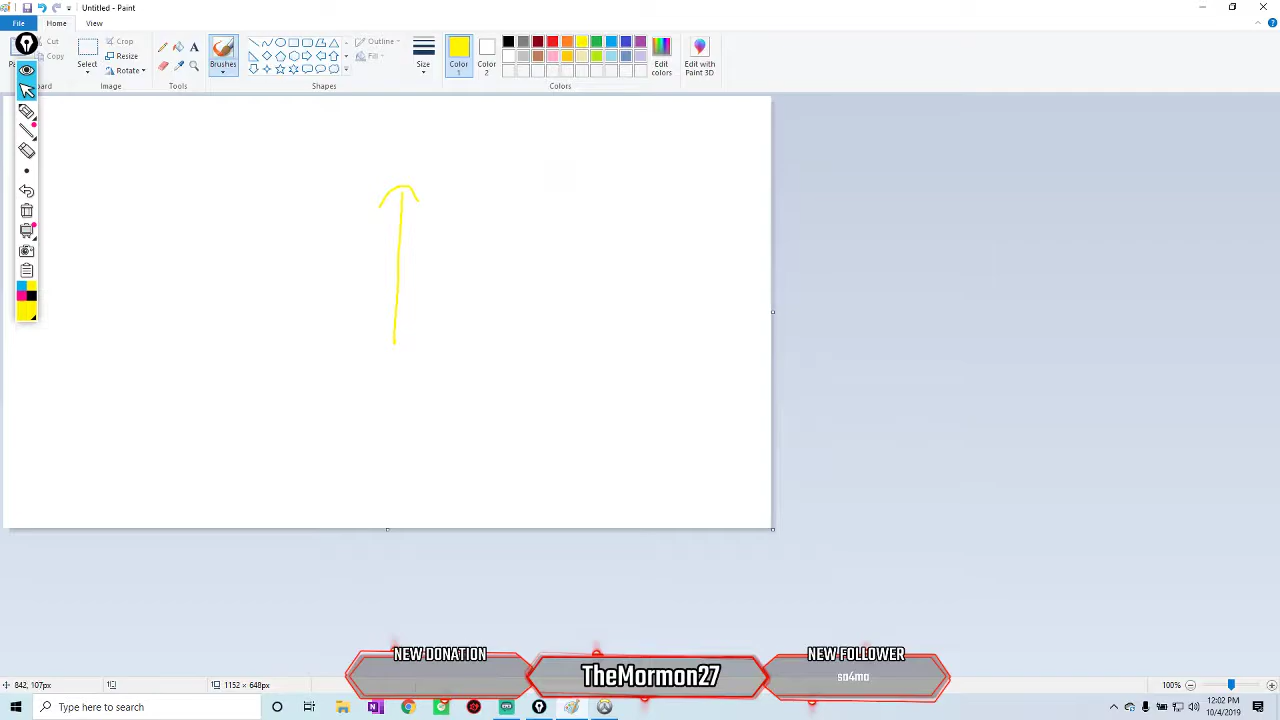 Untitled - Paint
File Home View
Cut
Copy
Crop
Rotate
Select
Image
Tools
Brushes
Outline
Fill
Shapes
Size
Color 1
Color 2
Edit colors
Edit with Paint 3D
Colors
NEW DONATION
TheMormon27
NEW FOLLOWER
sa4ma
842, 107px
1152 × 648px
100%
Type here to search
12:02 PM
10/4/2019